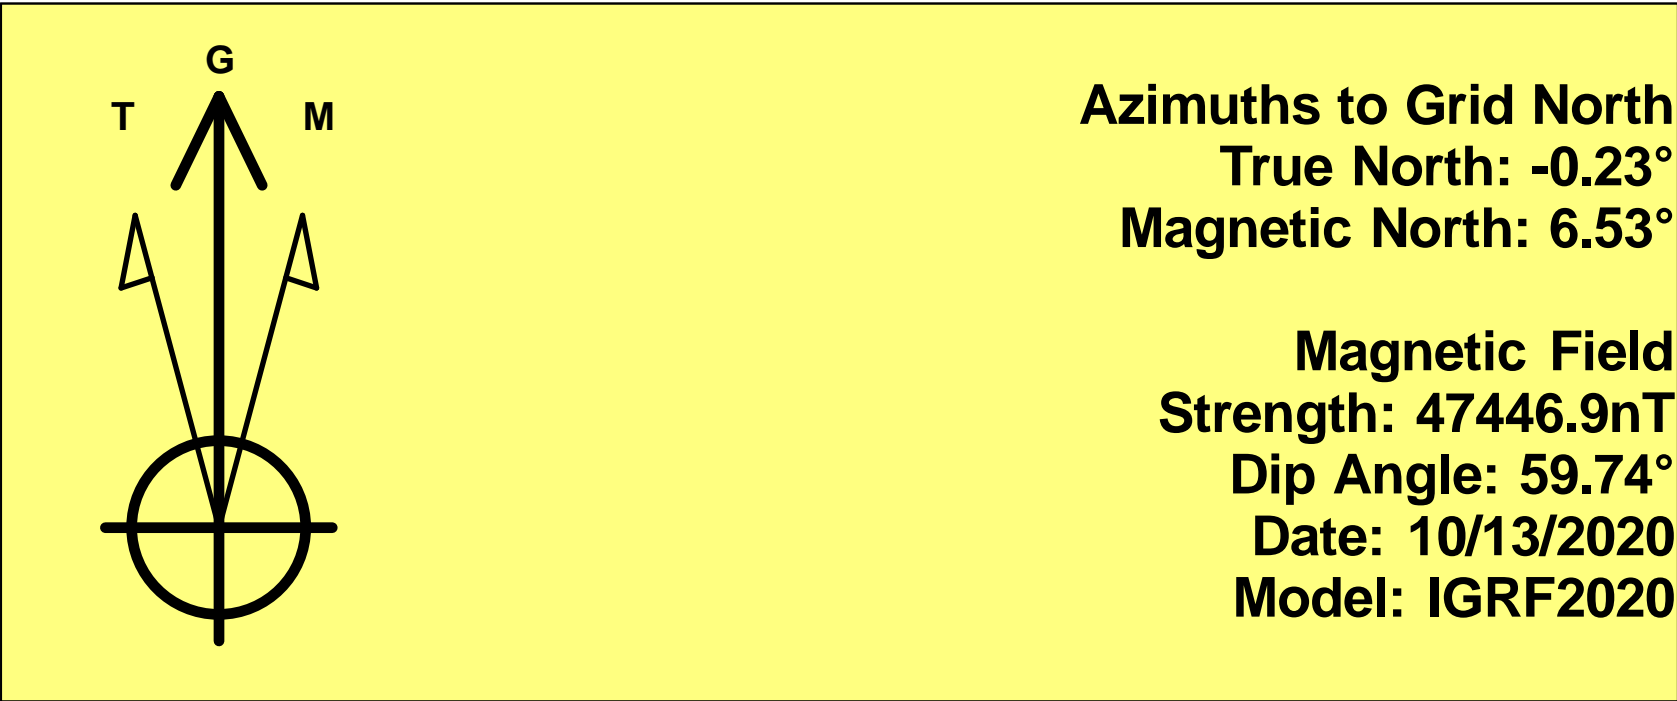 G
T
M
Azimuths to Grid North
True North: -0.23°
Magnetic North: 6.53°
Magnetic Field
Strength: 47446.9nT
Dip Angle: 59.74°
Date: 10/13/2020
Model: IGRF2020